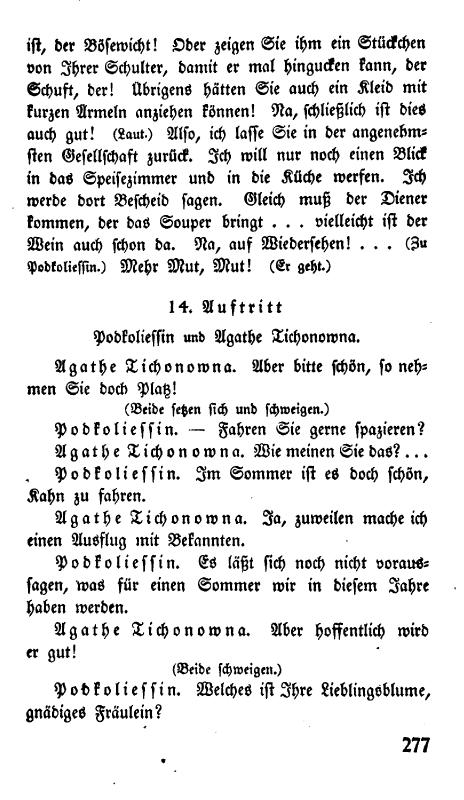 ist, der Bösewicht! Oder zeigen Sie ihm ein Stückchen
von Ihrer Schulter, damit er mal hingucken kann, der
Schuft, der! Übrigens hätten Sie auch ein Kleid mit
kurzen Ärmeln anziehen können! Na, schließlich ist dies
auch gut! (Laut.) Also, ich lasse Sie in der angenehm-
sten Gesellschaft zurück. Ich will nur noch einen Blick
in das Speisezimmer und in die Küche werfen. Ich
werde dort Bescheid sagen. Gleich muß der Diener
kommen, der das Souper bringt . . . vielleicht ist der
Wein auch schon da. Na, auf Wiedersehen! . . . (Zu
Podkoliessin.) Mehr Mut, Mut! (Er geht.)
14. Auftritt
Podkoliessin und Agathe Tichonowna.
Agathe Tichonowna. Aber bitte schön, so neh-
men Sie doch Platz!
(Beide setzen sich und schweigen.)
Podkoliessin. — Fahren Sie gerne spazieren?
Agathe Tichonowna. Wie meinen Sie das? . . .
Podkoliessin. Im Sommer ist es doch schön,
Kahn zu fahren.
Agathe Tichonowna. Ja, zuweilen mache ich
einen Ausflug mit Bekannten.
Podkoliessin. Es läßt sich noch nicht voraus-
sagen, was für einen Sommer wir in diesem Jahre
haben werden.
Agathe Tichonowna. Aber hoffentlich wird
er gut!
(Beide schweigen.)
Podkoliessin. Welches ist Ihre Lieblingsblume,
gnädiges Fräulein?
277